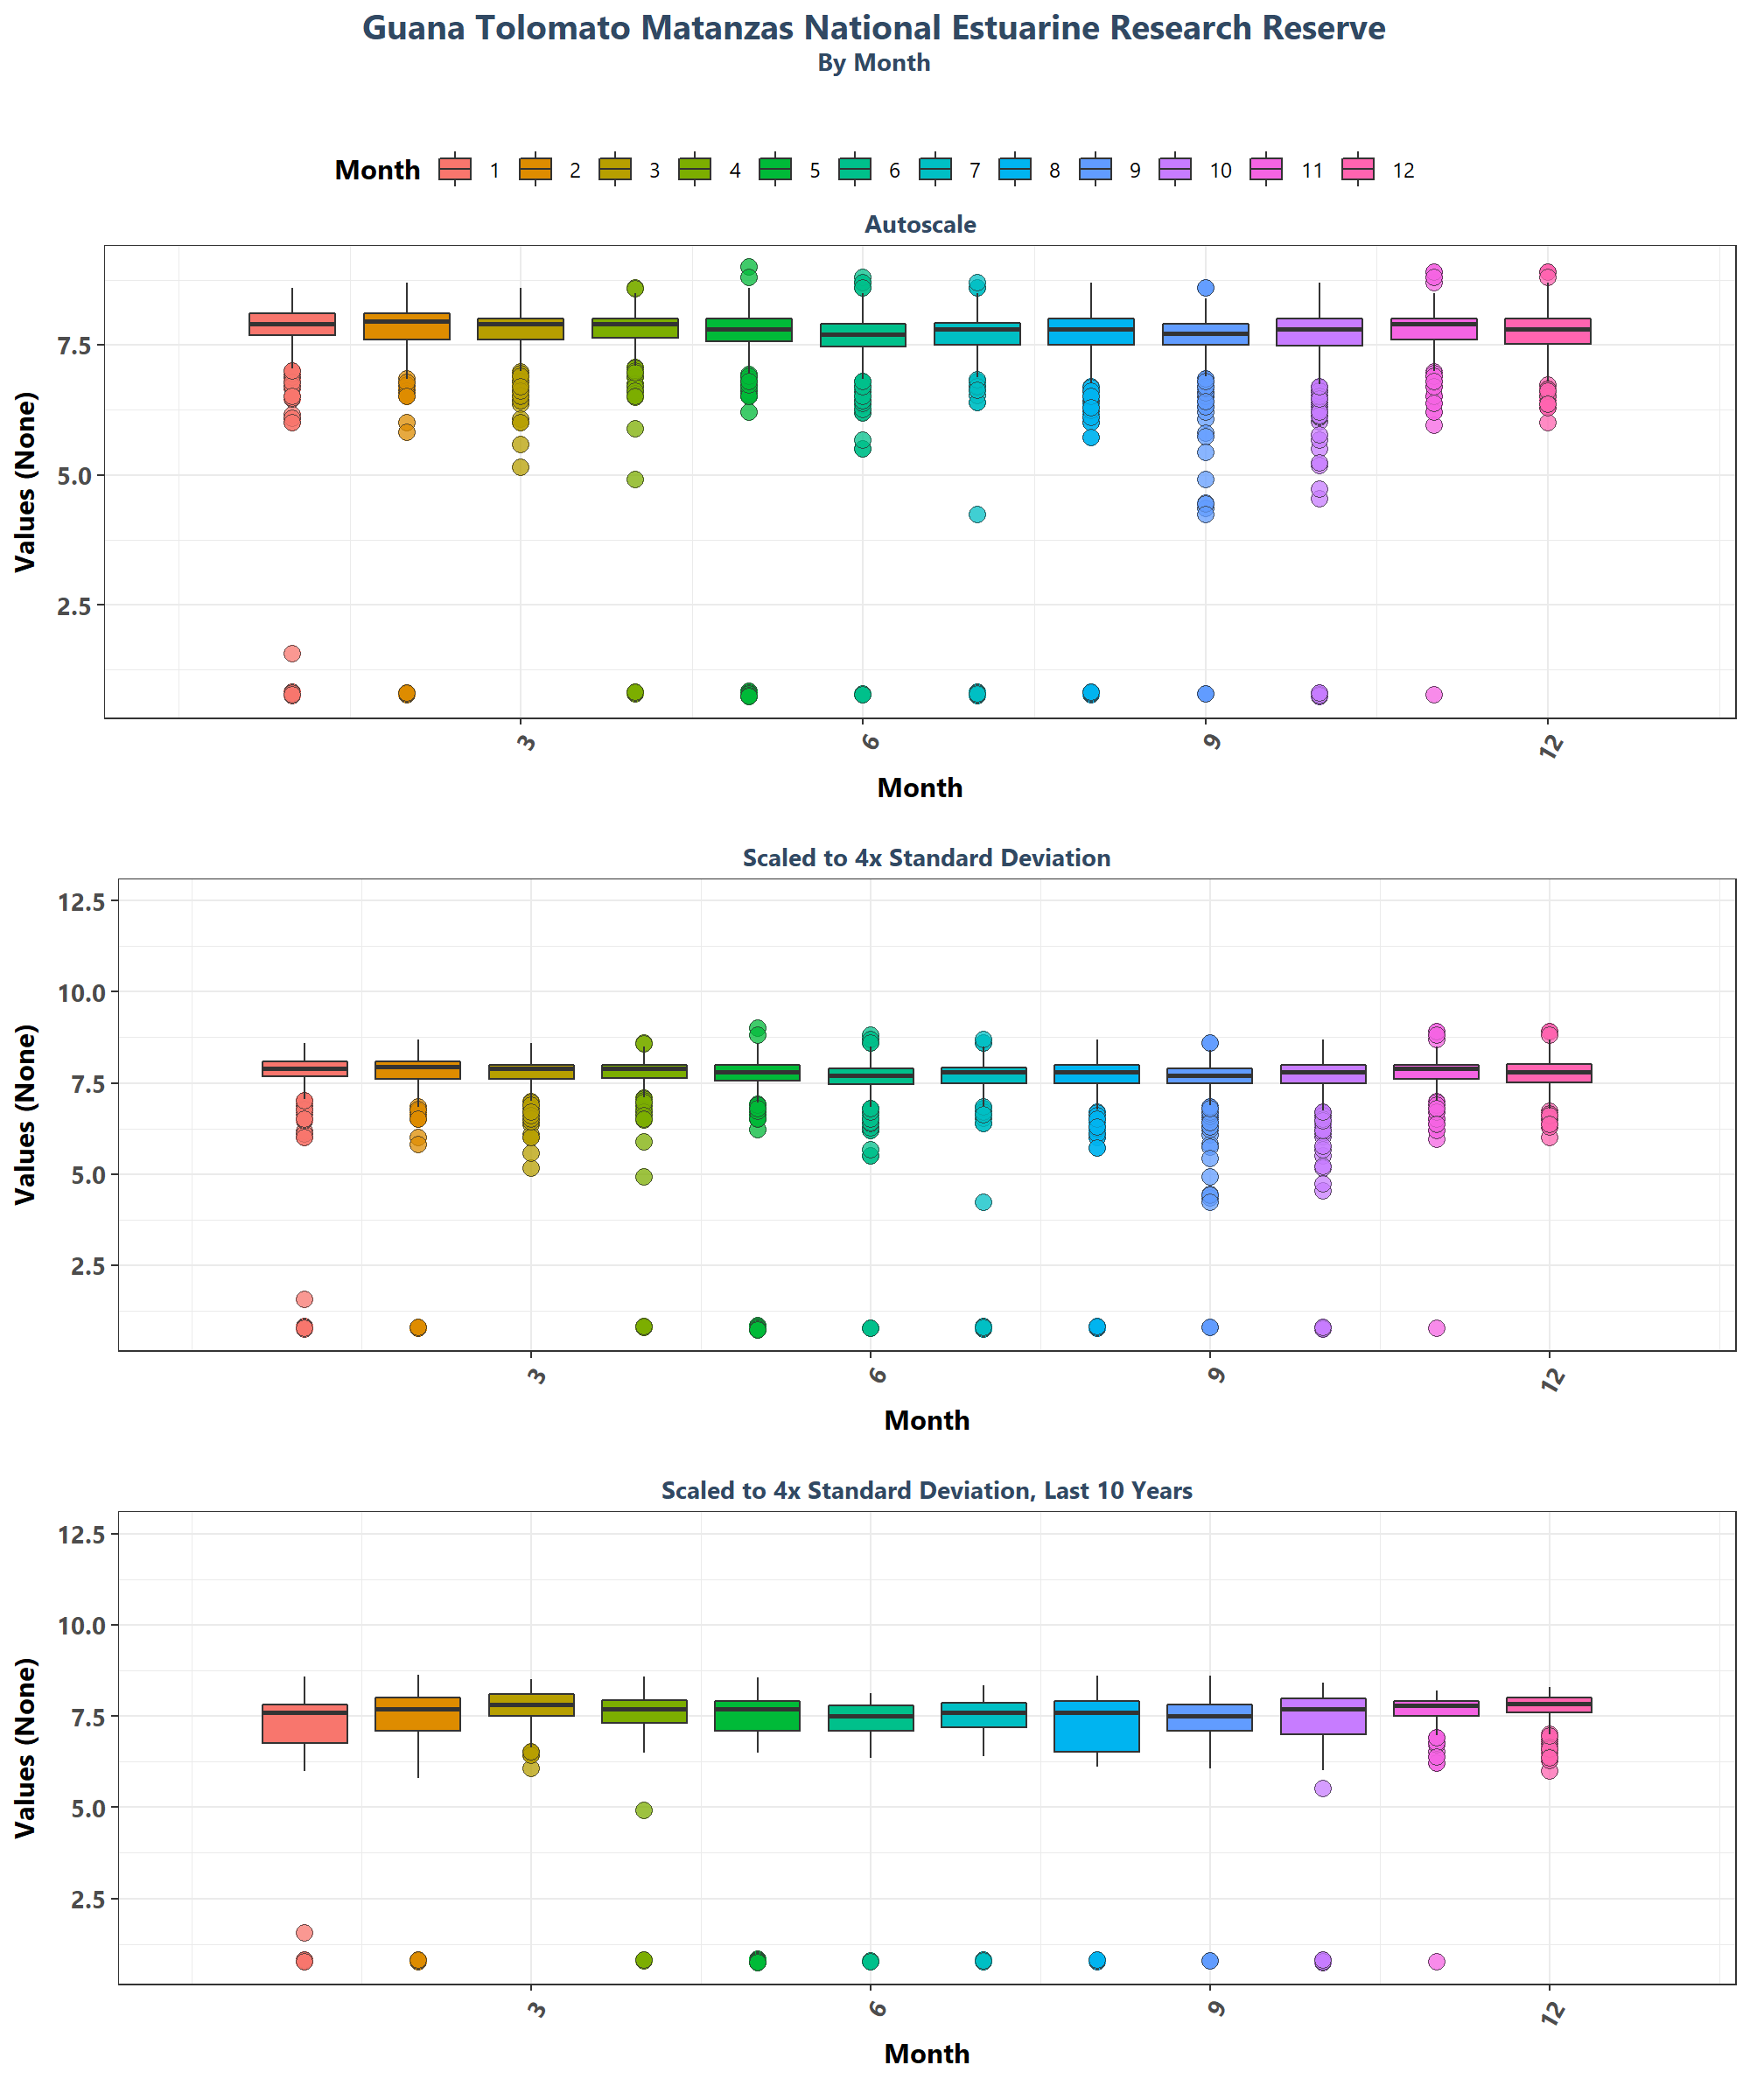 Guana Tolomato Matanzas National Estuarine Research Reserve
By Month
Month 1 2 3 4 5 6 7 8 9 10 11 12
Autoscale
Values (None)
7.5
5.0
2.5
3 6 9 12
Month
Scaled to 4x Standard Deviation
Values (None)
12.5
10.0
7.5
5.0
2.5
3 6 9 12
Month
Scaled to 4x Standard Deviation, Last 10 Years
Values (None)
12.5
10.0
7.5
5.0
2.5
3 6 9 12
Month